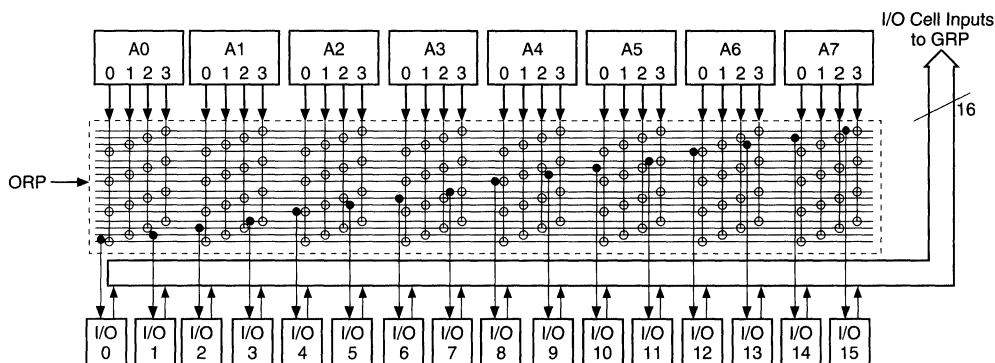 I/O Cell Inputs
to GRP
A0 A1 A2 A3 A4 A5 A6 A7
0 1 2 3 0 1 2 3 0 1 2 3 0 1 2 3 0 1 2 3 0 1 2 3 0 1 2 3 0 1 2 3
16
ORP
I/O I/O I/O I/O I/O I/O I/O I/O I/O I/O I/O I/O I/O I/O I/O I/O
0 1 2 3 4 5 6 7 8 9 10 11 12 13 14 15